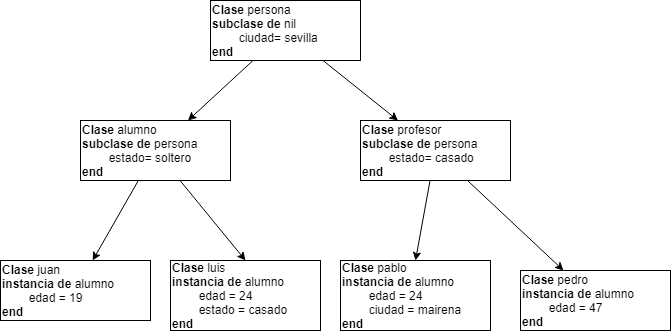 Clase persona
subclase de nil
ciudad= sevilla
end
Clase alumno
subclase de persona
estado= soltero
end
Clase profesor
subclase de persona
estado= casado
end
Clase juan
instancia de alumno
edad = 19
end
Clase luis
instancia de alumno
edad = 24
estado = casado
end
Clase pablo
instancia de alumno
edad = 24
ciudad = mairena
end
Clase pedro
instancia de alumno
edad = 47
end